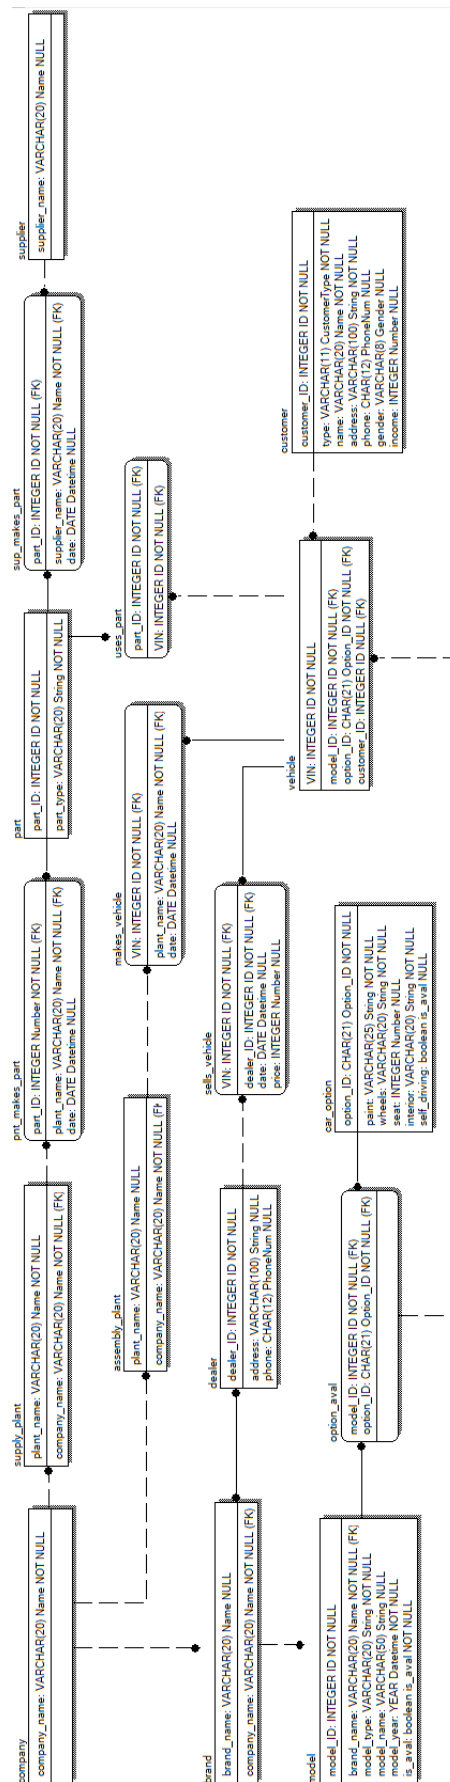 company
company_name: VARCHAR(20) Name NOT NULL
supply_plant
plant_name: VARCHAR(20) Name NOT NULL
company_name: VARCHAR(20) Name NOT NULL (FK)
pnt_makes_part
part_ID: INTEGER Number NOT NULL (FK)
plant_name: VARCHAR(20) Name NOT NULL (FK)
date: DATE Datetime NULL
part
part_ID: INTEGER ID NOT NULL
part_type: VARCHAR(20) String NOT NULL
sup_makes_part
part_ID: INTEGER ID NOT NULL (FK)
supplier_name: VARCHAR(20) Name NOT NULL (FK)
date: DATE Datetime NULL
supplier
supplier_name: VARCHAR(20) Name NULL
assembly_plant
plant_name: VARCHAR(20) Name NULL
company_name: VARCHAR(20) Name NOT NULL (FK
makes_vehicle
VIN: INTEGER ID NOT NULL (FK)
plant_name: VARCHAR(20) Name NOT NULL (FK)
date: DATE Datetime NULL
uses_part
part_ID: INTEGER ID NOT NULL (FK)
VIN: INTEGER ID NOT NULL (FK)
brand
brand_name: VARCHAR(20) Name NULL
company_name: VARCHAR(20) Name NOT NULL (FK)
dealer
dealer_ID: INTEGER ID NOT NULL
address: VARCHAR(100) String NULL
phone: CHAR(12) PhoneNum NULL
sells_vehicle
VIN: INTEGER ID NOT NULL (FK)
dealer_ID: INTEGER ID NOT NULL (FK)
date: DATE Datetime NULL
price: INTEGER Number NULL
vehicle
VIN: INTEGER ID NOT NULL
model_ID: INTEGER ID NOT NULL (FK)
option_ID: CHAR(21) Option_ID NOT NULL (FK)
customer_ID: INTEGER ID NULL (FK)
customer
customer_ID: INTEGER ID NOT NULL
type: VARCHAR(11) CustomerType NOT NULL
name: VARCHAR(20) Name NOT NULL
address: VARCHAR(100) String NOT NULL
phone: CHAR(12) PhoneNum NULL
gender: VARCHAR(8) Gender NULL
income: INTEGER Number NULL
model
model_ID: INTEGER ID NOT NULL
brand_name: VARCHAR(20) Name NOT NULL (FK)
model_type: VARCHAR(20) String NOT NULL
model_name: VARCHAR(50) String NULL
model_year: YEAR Datetime NOT NULL
is_aval: boolean is_aval NOT NULL
option_aval
model_ID: INTEGER ID NOT NULL (FK)
option_ID: CHAR(21) Option_ID NOT NULL (FK)
car_option
option_ID: CHAR(21) Option_ID NOT NULL
paint: VARCHAR(25) String NOT NULL
wheels: VARCHAR(20) String NOT NULL
seat: INTEGER Number NULL
interior: VARCHAR(20) String NOT NULL
self_driving: boolean is_aval NULL